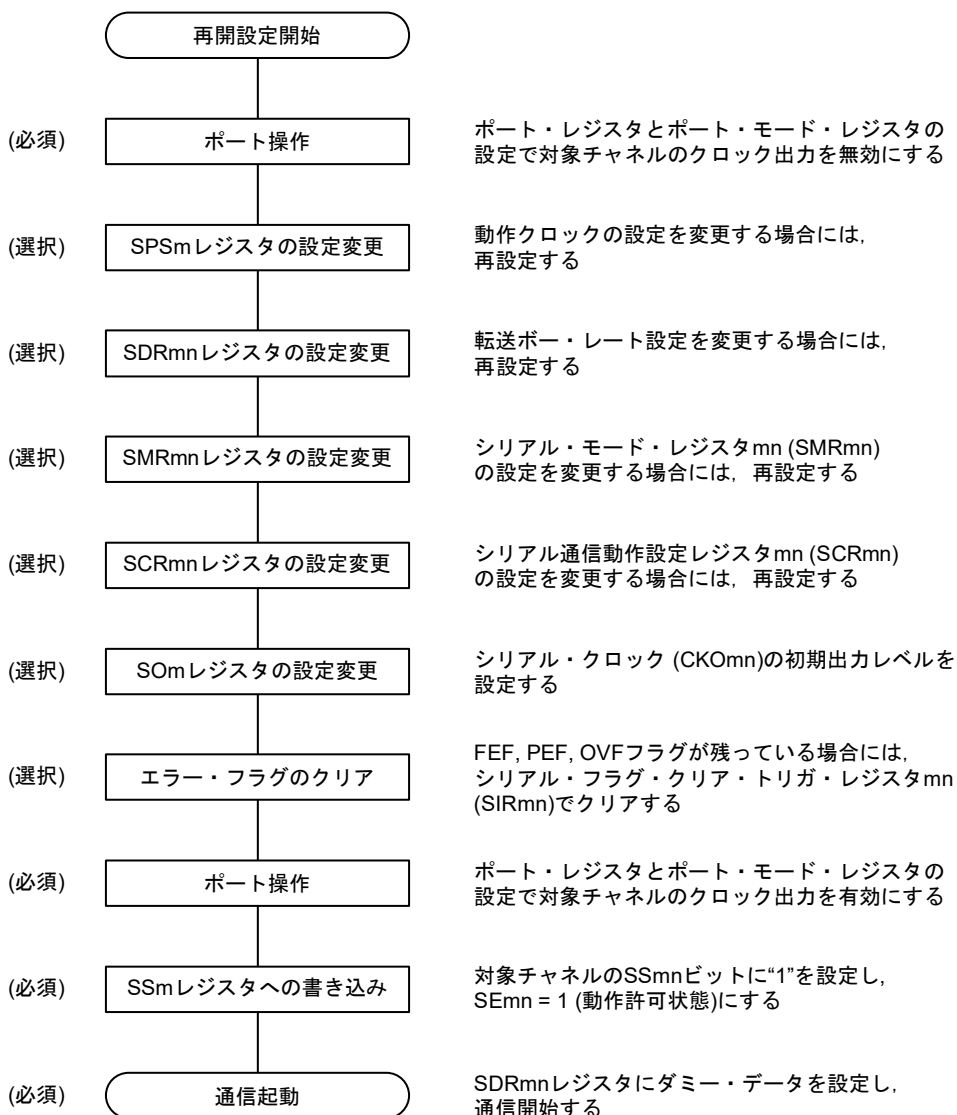 再開設定開始
(必須)
ポート操作
ポート・レジスタとポート・モード・レジスタの
設定で対象チャネルのクロック出力を無効にする
(選択)
SPSmレジスタの設定変更
動作クロックの設定を変更する場合には,
再設定する
(選択)
SDRmnレジスタの設定変更
転送ボー・レート設定を変更する場合には,
再設定する
(選択)
SMRmnレジスタの設定変更
シリアル・モード・レジスタmn (SMRmn)
の設定を変更する場合には, 再設定する
(選択)
SCRmnレジスタの設定変更
シリアル通信動作設定レジスタmn (SCRmn)
の設定を変更する場合には, 再設定する
(選択)
SOmレジスタの設定変更
シリアル・クロック (CKOmn)の初期出力レベルを
設定する
(選択)
エラー・フラグのクリア
FEF, PEF, OVFフラグが残っている場合には,
シリアル・フラグ・クリア・トリガ・レジスタmn
(SIRmn)でクリアする
(必須)
ポート操作
ポート・レジスタとポート・モード・レジスタの
設定で対象チャネルのクロック出力を有効にする
(必須)
SSmレジスタへの書き込み
対象チャネルのSSmnビットに“1”を設定し,
SEmn = 1 (動作許可状態)にする
(必須)
通信起動
SDRmnレジスタにダミー・データを設定し,
通信開始する